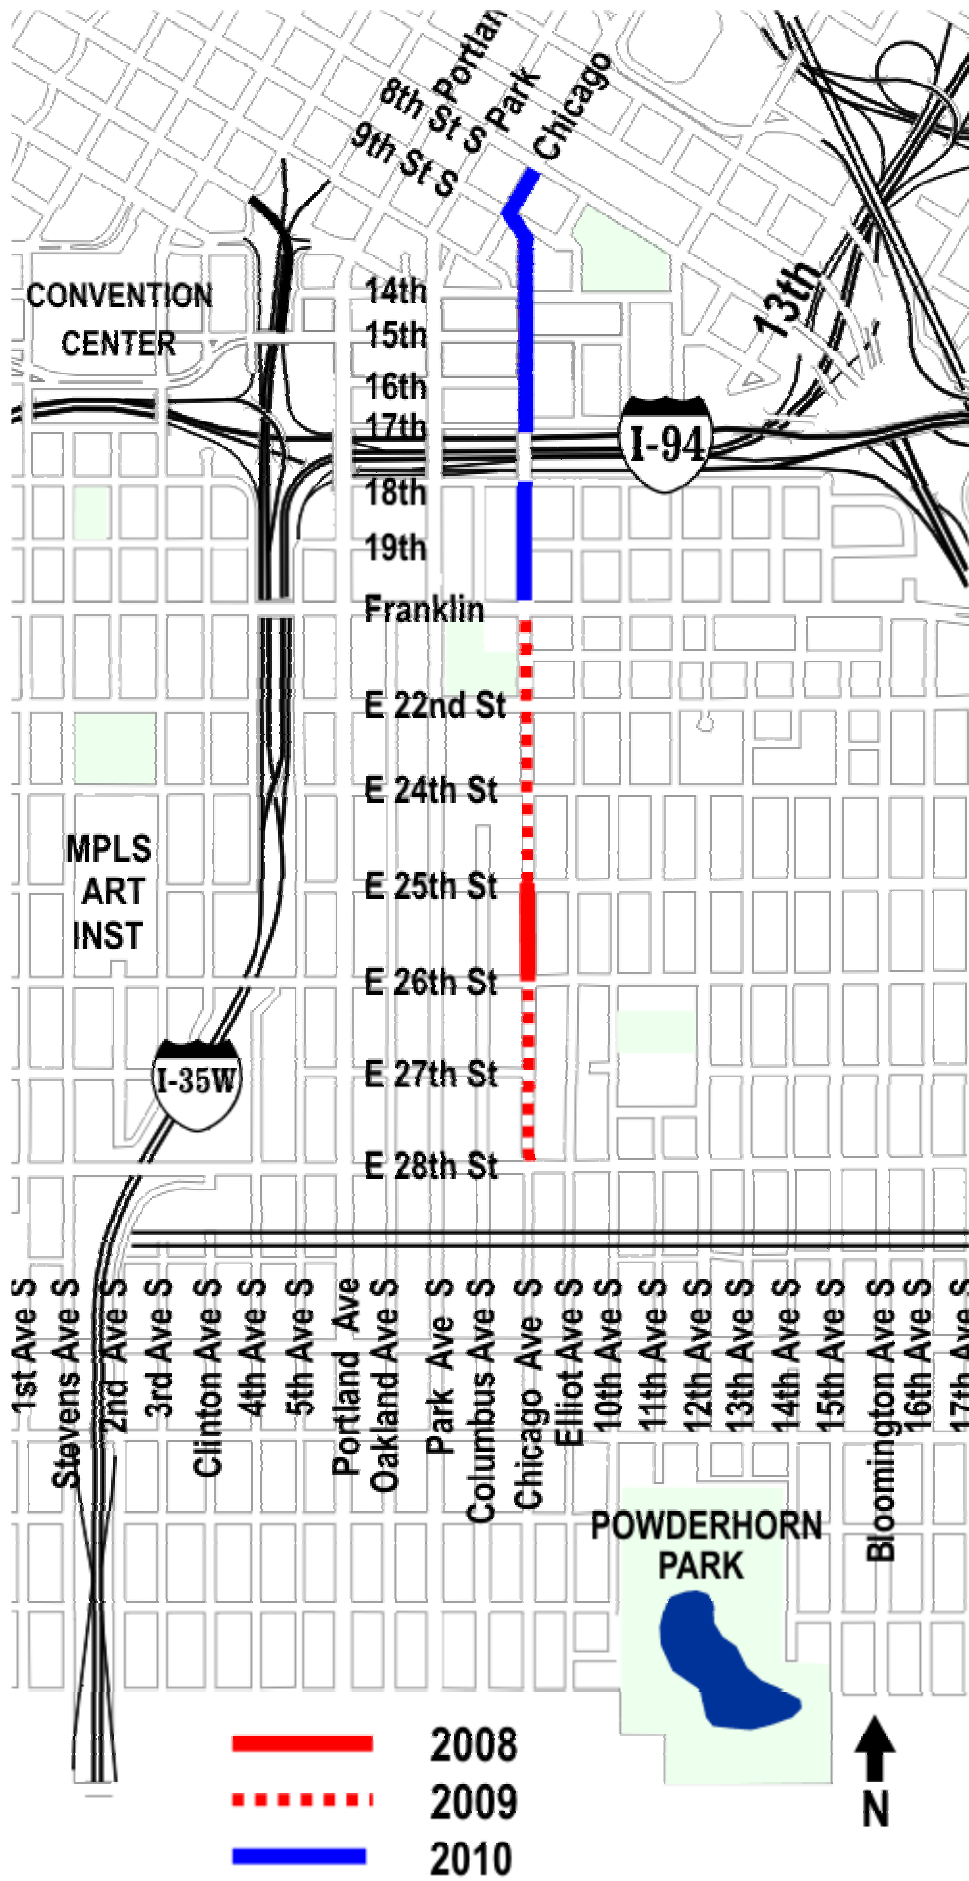 Portlan
Park
Chicago
8th St S
9th St S
13th
CONVENTION
CENTER
14th
15th
16th
17th
I-94
18th
19th
Franklin
E 22nd St
E 24th St
MPLS
ART
INST
E 25th St
E 26th St
I-35W
E 27th St
E 28th St
1st Ave S
Stevens Ave S
2nd Ave S
3rd Ave S
Clinton Ave S
4th Ave S
5th Ave S
Portland Ave
Oakland Ave S
Park Ave S
Columbus Ave S
Chicago Ave S
Elliot Ave S
10th Ave S
11th Ave S
12th Ave S
13th Ave S
14th Ave S
15th Ave S
Bloomington Ave S
16th Ave S
17th Ave S
POWDERHORN
PARK
N
2008
2009
2010